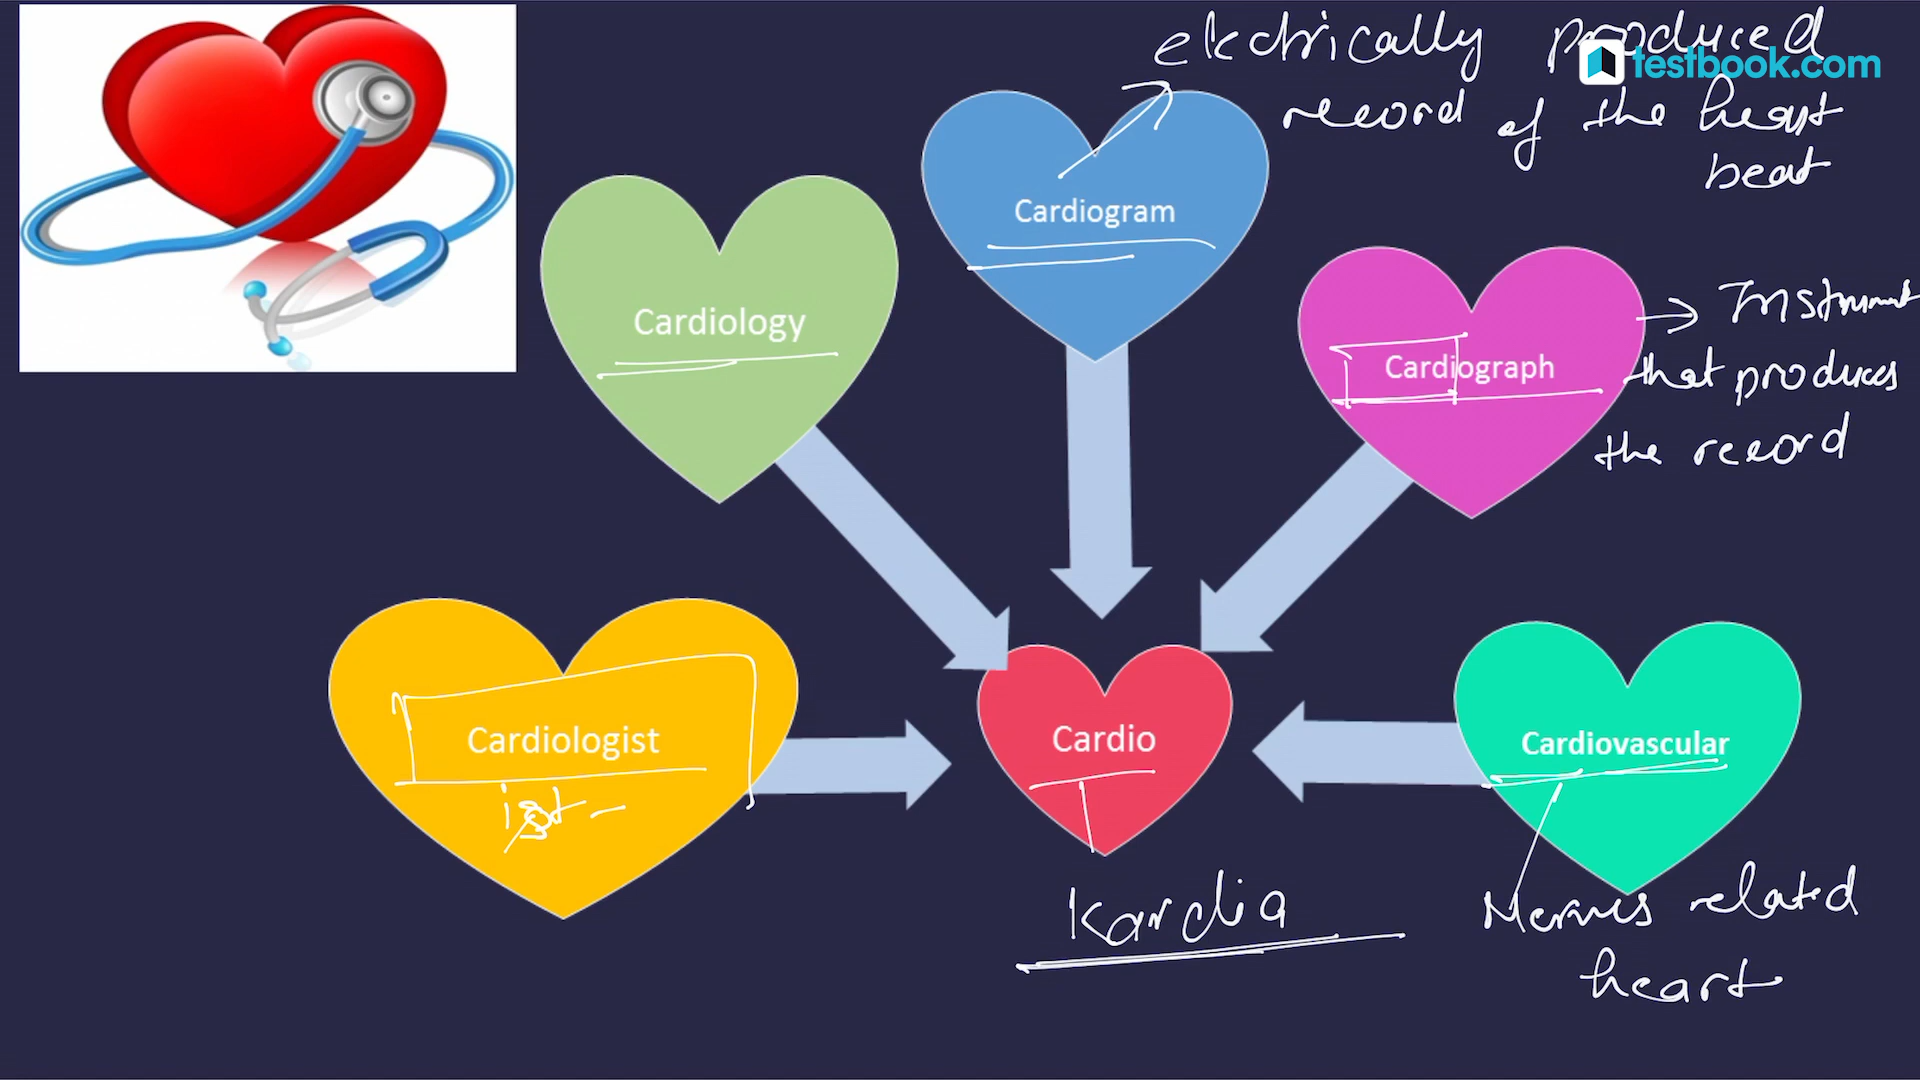 electrically produced
testbook.com
record of the heart
beat
Cardiogram
Cardiology
Instrument
Cardiograph
that produces
the record
Cardiologist
Cardio
Cardiovascular
ist -
Kardia
Nerves related
heart